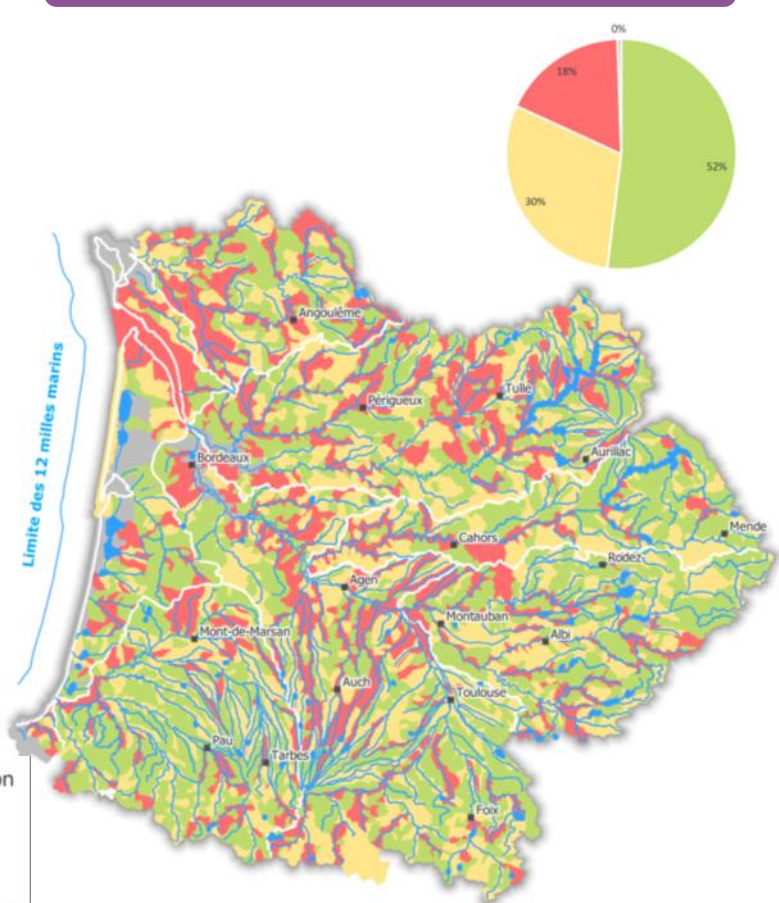 0%
18%
52%
30%
Limite des 12 milles marins
Angoulême
Périgueux
Tulle
Bordeaux
Aurillac
Mende
Cahors
Rodez
Agen
Montauban
Mont-de-Marsan
Albi
Auch
Toulouse
Pau
Tarbes
on
Foix